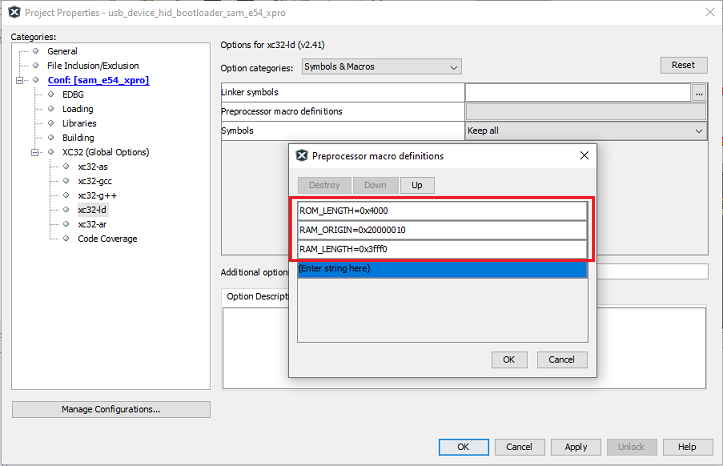 Project Properties - usb_device_hid_bootloader_sam_e54_xpro
Categories:
General
File Inclusion/Exclusion
Conf: [sam_e54_xpro]
EDBG
Loading
Libraries
Building
XC32 (Global Options)
xc32-as
xc32-gcc
xc32-g++
xc32-ld
xc32-ar
Code Coverage
Manage Configurations...
Options for xc32-ld (v2.41)
Option categories: Symbols & Macros Reset
Linker symbols ...
Preprocessor macro definitions
Symbols Keep all
Additional options
Option Descripti
Preprocessor macro definitions
Destroy Down Up
ROM_LENGTH=0x4000
RAM_ORIGIN=0x20000010
RAM_LENGTH=0x3fff0
(Enter string here)
OK Cancel
OK Cancel Apply Unlock Help